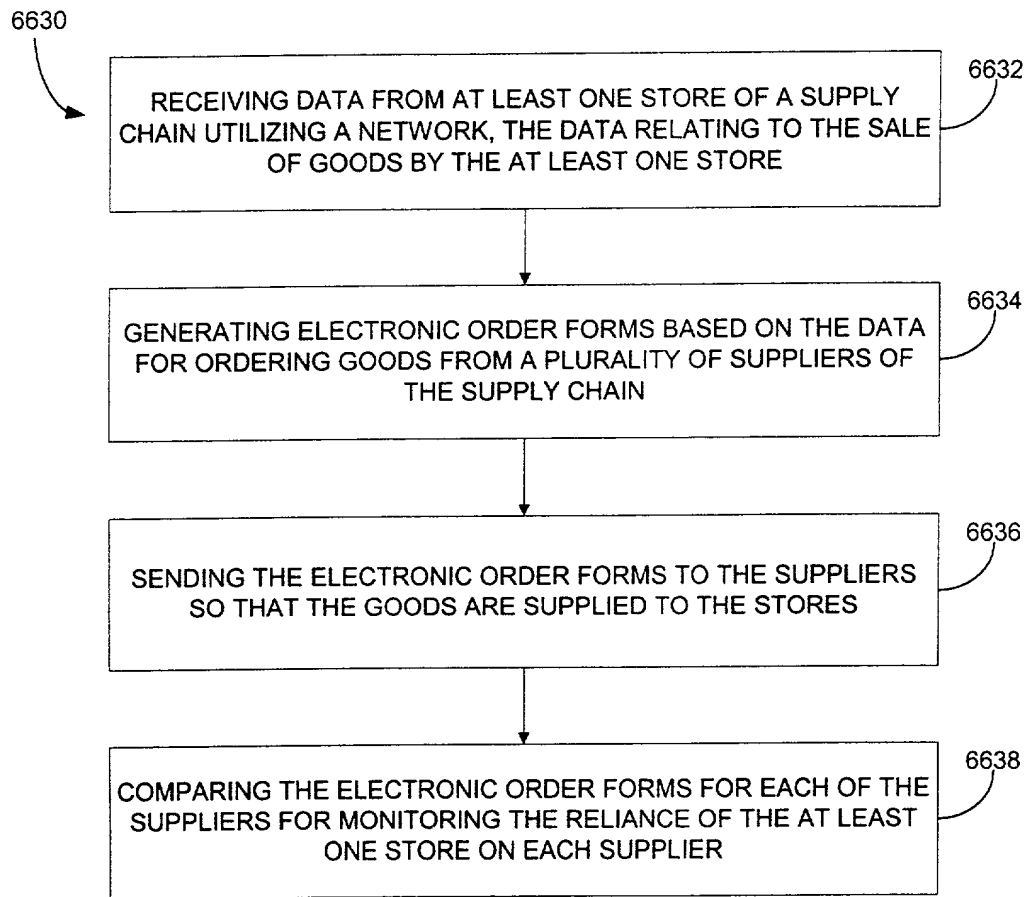 6630
6632
RECEIVING DATA FROM AT LEAST ONE STORE OF A SUPPLY
CHAIN UTILIZING A NETWORK, THE DATA RELATING TO THE SALE
OF GOODS BY THE AT LEAST ONE STORE
6634
GENERATING ELECTRONIC ORDER FORMS BASED ON THE DATA
FOR ORDERING GOODS FROM A PLURALITY OF SUPPLIERS OF
THE SUPPLY CHAIN
6636
SENDING THE ELECTRONIC ORDER FORMS TO THE SUPPLIERS
SO THAT THE GOODS ARE SUPPLIED TO THE STORES
6638
COMPARING THE ELECTRONIC ORDER FORMS FOR EACH OF THE
SUPPLIERS FOR MONITORING THE RELIANCE OF THE AT LEAST
ONE STORE ON EACH SUPPLIER